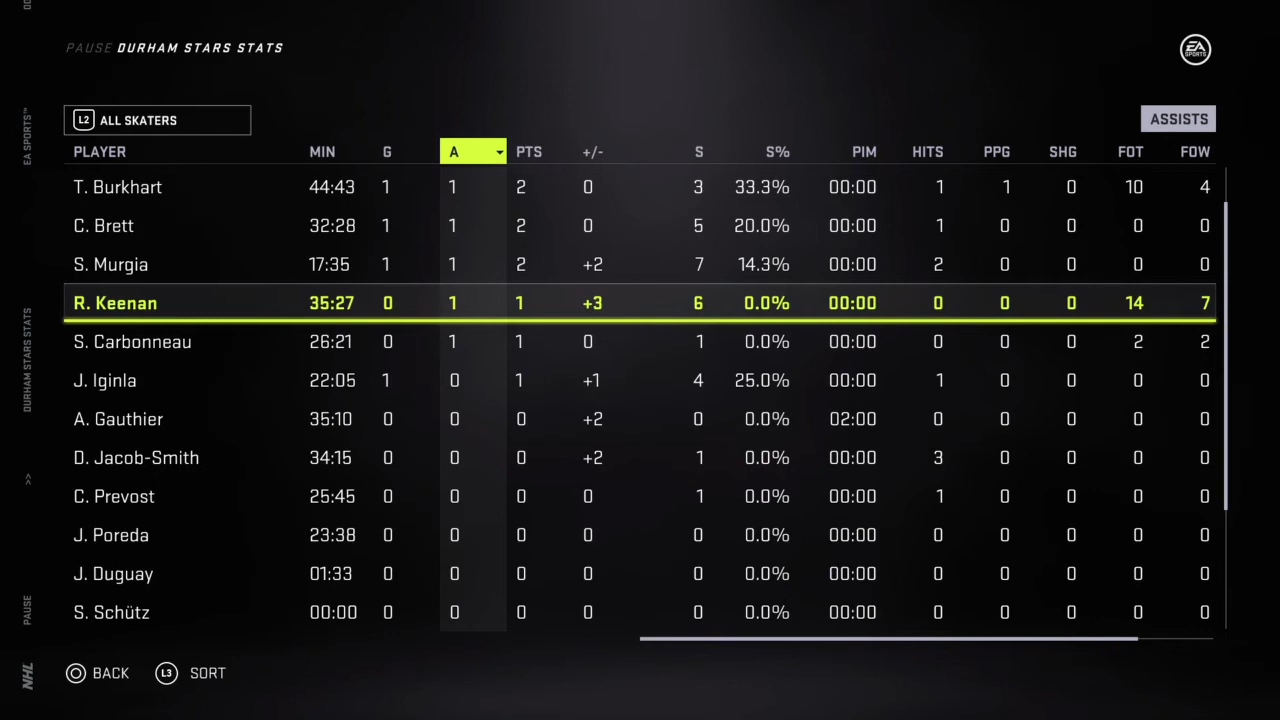 PAUSE DURHAM STARS STATS
EA SPORTS
L2 ALL SKATERS
ASSISTS
PLAYER MIN G A PTS +/- S S% PIM HITS PPG SHG FOT FOW
T. Burkhart 44:43 1 1 2 0 3 33.3% 00:00 1 1 0 10 4
C. Brett 32:28 1 1 2 0 5 20.0% 00:00 1 0 0 0 0
S. Murgia 17:35 1 1 2 +2 7 14.3% 00:00 2 0 0 0 0
R. Keenan 35:27 0 1 1 +3 6 0.0% 00:00 0 0 0 14 7
S. Carbonneau 26:21 0 1 1 0 1 0.0% 00:00 0 0 0 2 2
J. Iginla 22:05 1 0 1 +1 4 25.0% 00:00 1 0 0 0 0
A. Gauthier 35:10 0 0 0 +2 0 0.0% 02:00 0 0 0 0 0
D. Jacob-Smith 34:15 0 0 0 +2 1 0.0% 00:00 3 0 0 0 0
C. Prevost 25:45 0 0 0 0 1 0.0% 00:00 1 0 0 0 0
J. Poreda 23:38 0 0 0 0 0 0.0% 00:00 0 0 0 0 0
J. Duguay 01:33 0 0 0 0 0 0.0% 00:00 0 0 0 0 0
S. Schütz 00:00 0 0 0 0 0 0.0% 00:00 0 0 0 0 0
BACK L3 SORT
NHL PAUSE >> DURHAM STARS STATS EA SPORTS™